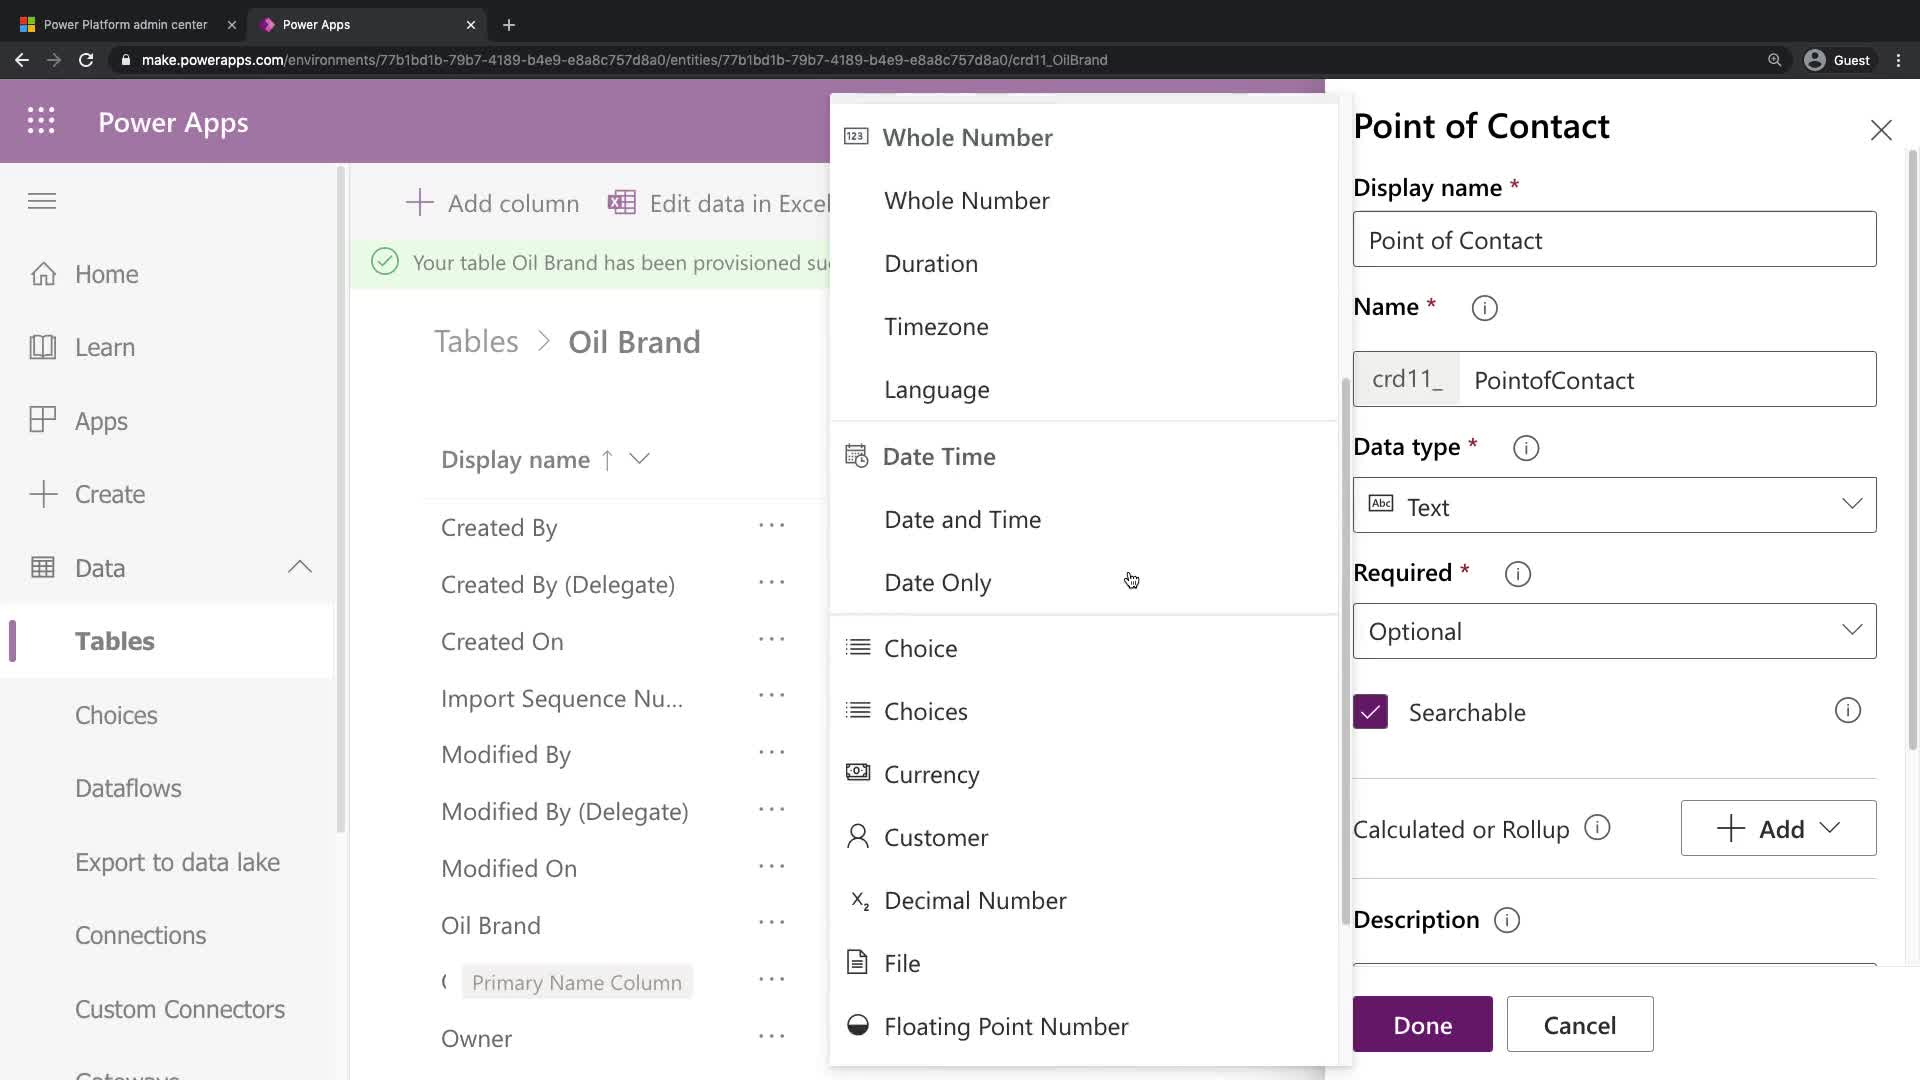 Power Platform admin center
Power Apps
make.powerapps.com/environments/77b1bd1b-79b7-4189-b4e9-e8a8c757d8a0/entities/77b1bd1b-79b7-4189-b4e9-e8a8c757d8a0/crd11_OilBrand
Guest
Power Apps
Home
Learn
Apps
Create
Data
Tables
Choices
Dataflows
Export to data lake
Connections
Custom Connectors
Add column
Edit data in Excel
Your table Oil Brand has been provisioned
Tables > Oil Brand
Display name ↑
Created By
Created By (Delegate)
Created On
Import Sequence Nu...
Modified By
Modified By (Delegate)
Modified On
Oil Brand
Primary Name Column
Owner
123 Whole Number
Whole Number
Duration
Timezone
Language
Date Time
Date and Time
Date Only
Choice
Choices
Currency
Customer
X₂ Decimal Number
File
Floating Point Number
Point of Contact
Display name *
Point of Contact
Name *
crd11_ PointofContact
Data type *
Abc Text
Required *
Optional
Searchable
Calculated or Rollup
Add
Description
Done
Cancel